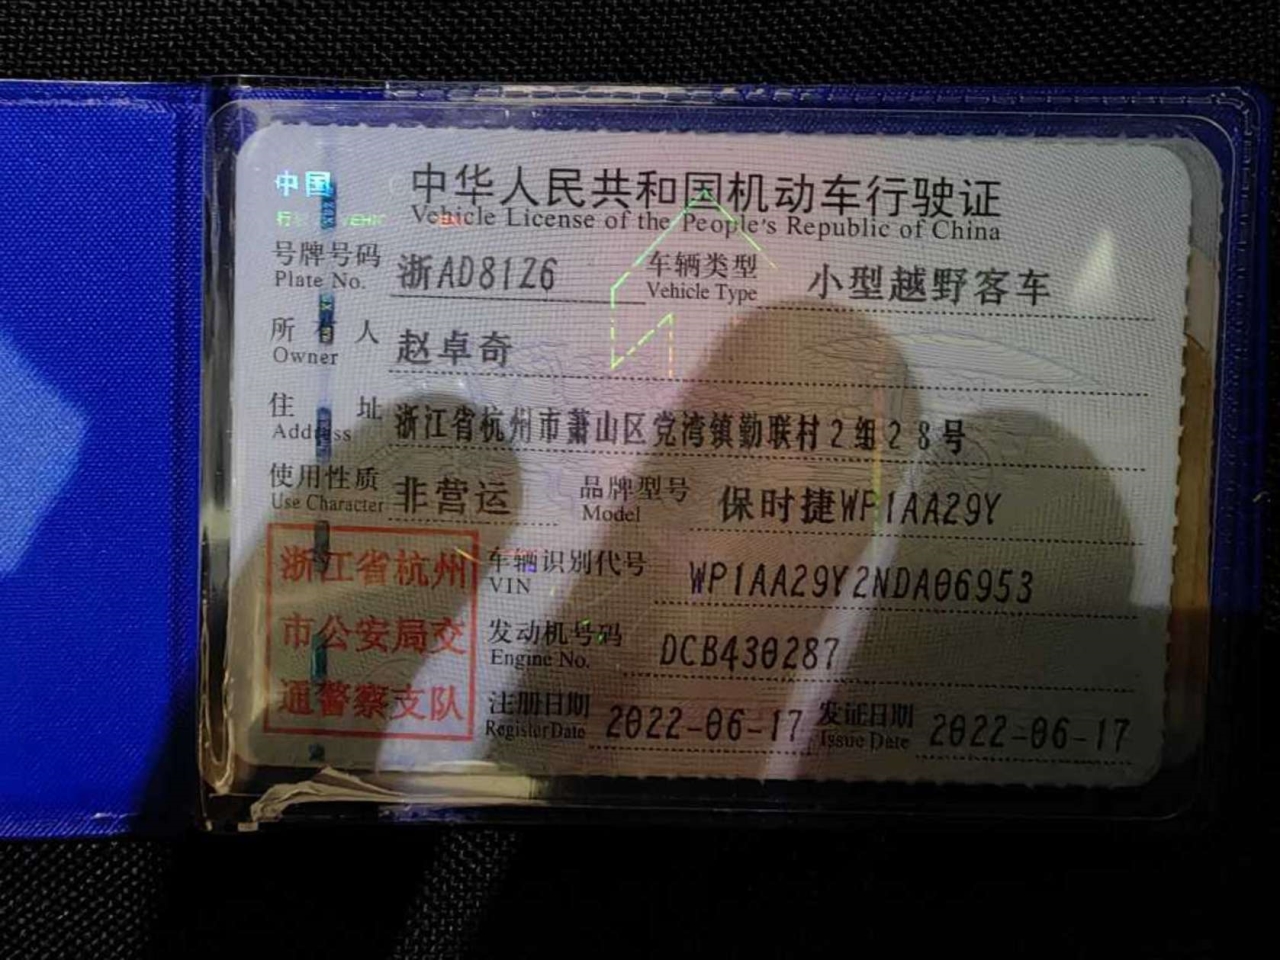 中国
中华人民共和国机动车行驶证
Vehicle License of the People's Republic of China
号牌号码 浙AD81Z6 车辆类型 小型越野客车
Plate No. Vehicle Type
所有人 赵卓奇
Owner
住址 浙江省杭州市萧山区党湾镇勤联村2组28号
Address
使用性质 非营运 品牌型号 保时捷WP1AA29Y
Use Character Model
浙江省杭州
市公安局交
通警察支队
车辆识别代号 WP1AA29Y2NDA06953
VIN
发动机号码 DCB430287
Engine No.
注册日期 2022-06-17 发证日期 2022-06-17
Register Date Issue Date